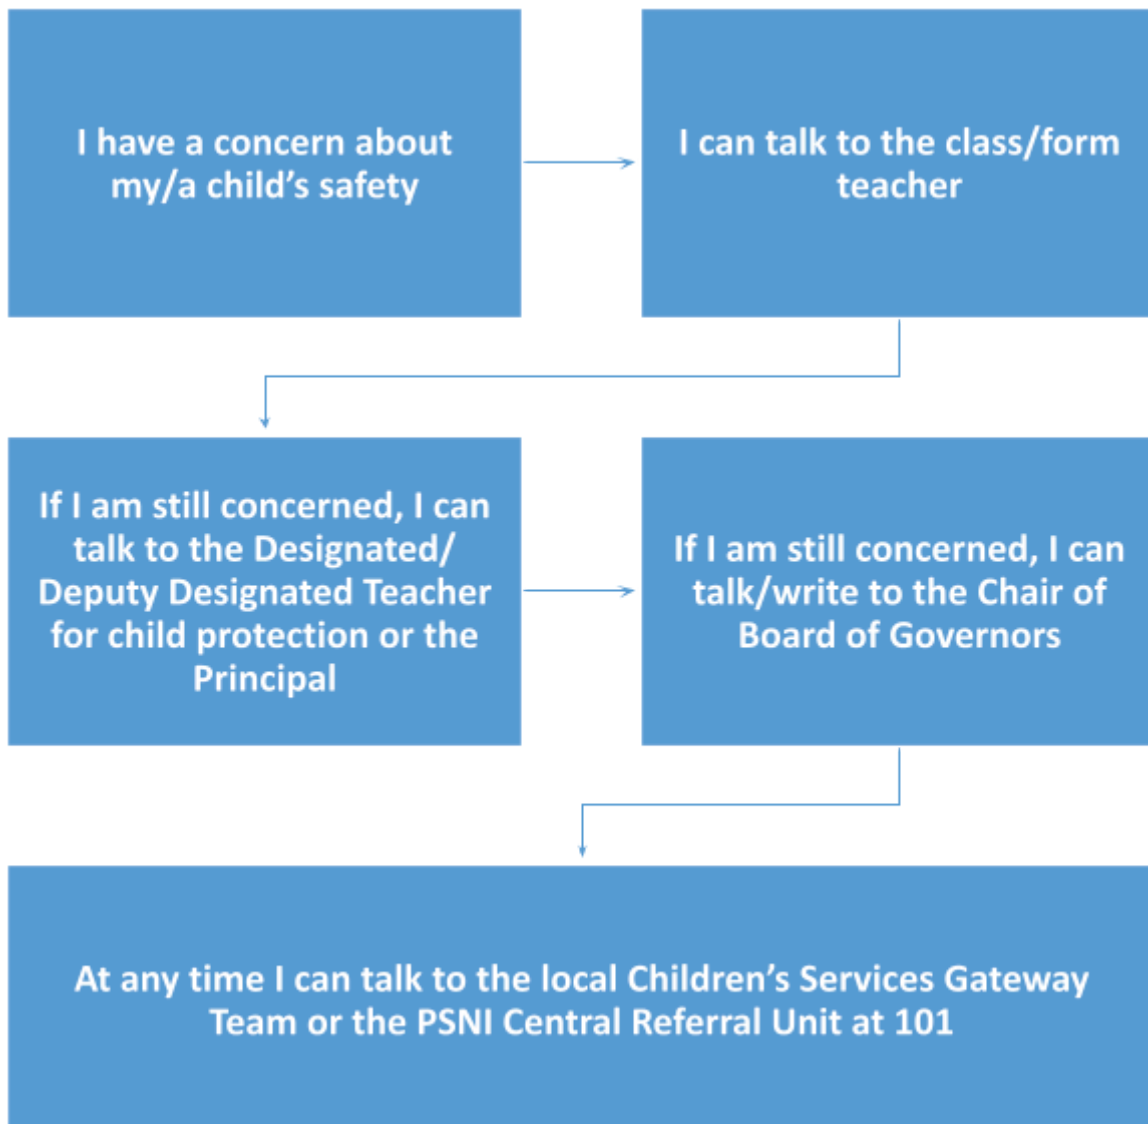 I have a concern about
my/a child’s safety
I can talk to the class/form
teacher
If I am still concerned, I can
talk to the Designated/
Deputy Designated Teacher
for child protection or the
Principal
If I am still concerned, I can
talk/write to the Chair of
Board of Governors
At any time I can talk to the local Children’s Services Gateway
Team or the PSNI Central Referral Unit at 101